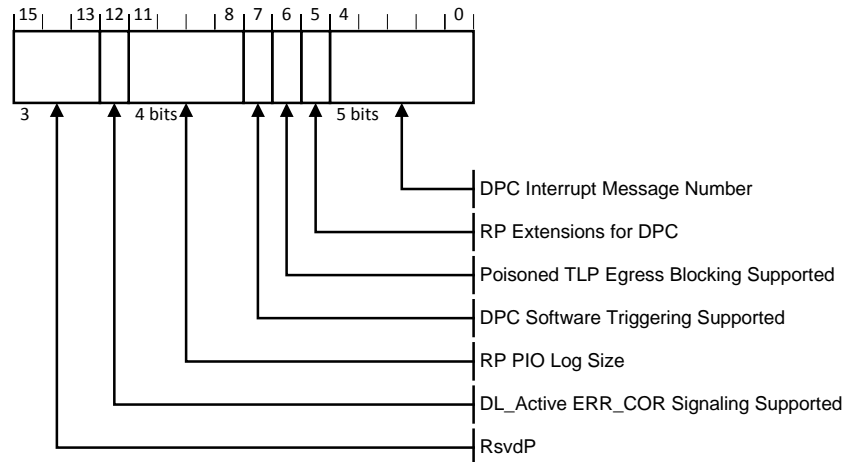 15 13 12 11 8 7 6 5 4 0
3 4 bits 5 bits
DPC Interrupt Message Number
RP Extensions for DPC
Poisoned TLP Egress Blocking Supported
DPC Software Triggering Supported
RP PIO Log Size
DL_Active ERR_COR Signaling Supported
RsvdP